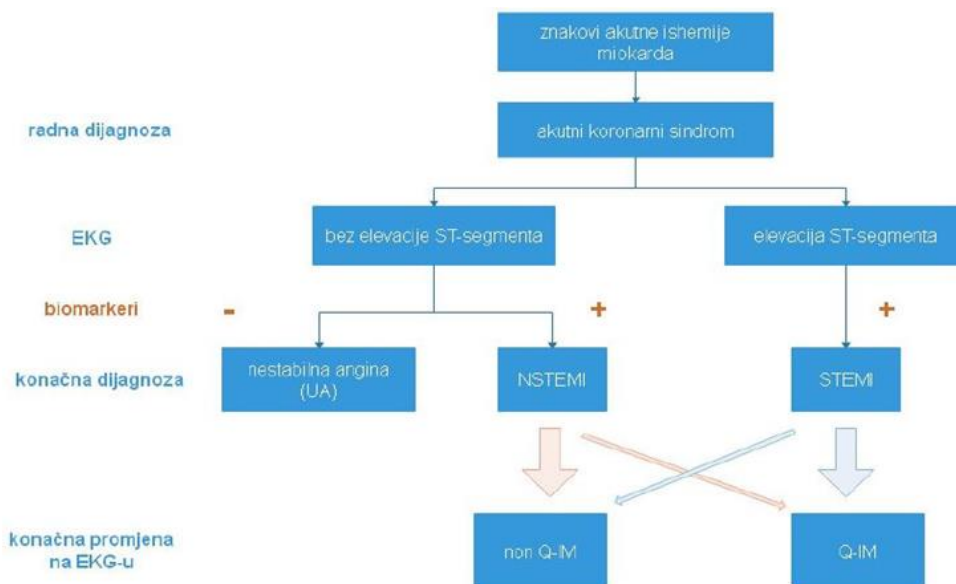 znakovi akutne ishemije
miokarda
radna dijagnoza
akutni koronarni sindrom
EKG
bez elevacije ST-segmenta
elevacija ST-segmenta
biomarkeri
-
+
+
konačna dijagnoza
nestabilna angina
(UA)
NSTEMI
STEMI
konačna promjena
na EKG-u
non Q-IM
Q-IM